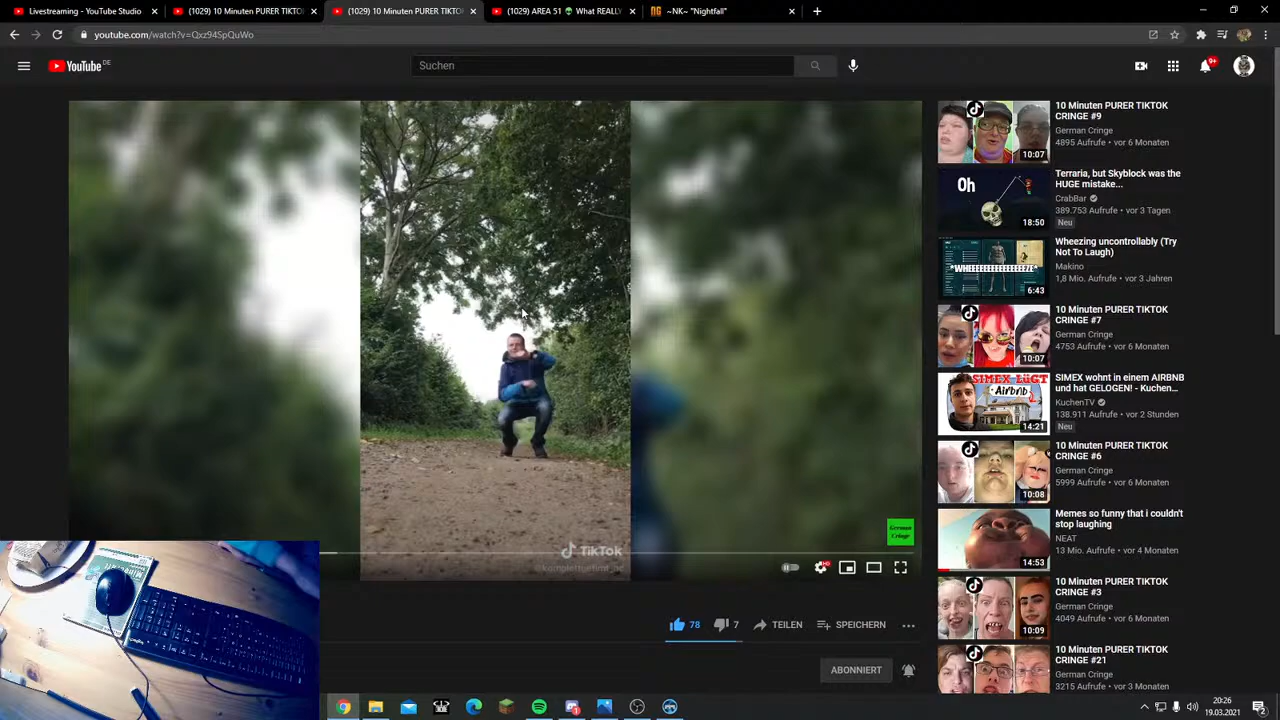 Livestreaming - YouTube Studio
(1029) 10 Minuten PURER TIKTO
(1029) 10 Minuten PURER TIKTO
(1029) AREA 51 👽 What REALLY
~NK~ "Nightfall"
youtube.com/watch?v=Qxz94SpQuWo
YouTube DE
Suchen
9+
10 Minuten PURER TIKTOK
CRINGE #9
German Cringe
4895 Aufrufe • vor 6 Monaten
10:07
Oh
18:50
Terraria, but Skyblock was the
HUGE mistake...
CrabBar
389.753 Aufrufe • vor 3 Tagen
Neu
6:43
Wheezing uncontrollably (Try
Not To Laugh)
Makino
1,8 Mio. Aufrufe • vor 3 Jahren
10:07
10 Minuten PURER TIKTOK
CRINGE #7
German Cringe
4753 Aufrufe • vor 6 Monaten
SIMEX LÜGT
Airbnb
14:21
SIMEX wohnt in einem AIRBNB
und hat GELOGEN! - Kuchen...
KuchenTV
138.911 Aufrufe • vor 2 Stunden
Neu
10:08
10 Minuten PURER TIKTOK
CRINGE #6
German Cringe
5999 Aufrufe • vor 6 Monaten
14:53
Memes so funny that i couldn't
stop laughing
NEAT
13 Mio. Aufrufe • vor 4 Monaten
10:09
10 Minuten PURER TIKTOK
CRINGE #3
German Cringe
4049 Aufrufe • vor 6 Monaten
10 Minuten PURER TIKTOK
CRINGE #21
German Cringe
3215 Aufrufe • vor 3 Monaten
German
Cringe
TikTok
HD
78
7
TEILEN
SPEICHERN
ABONNIERT
20:26
19.03.2021